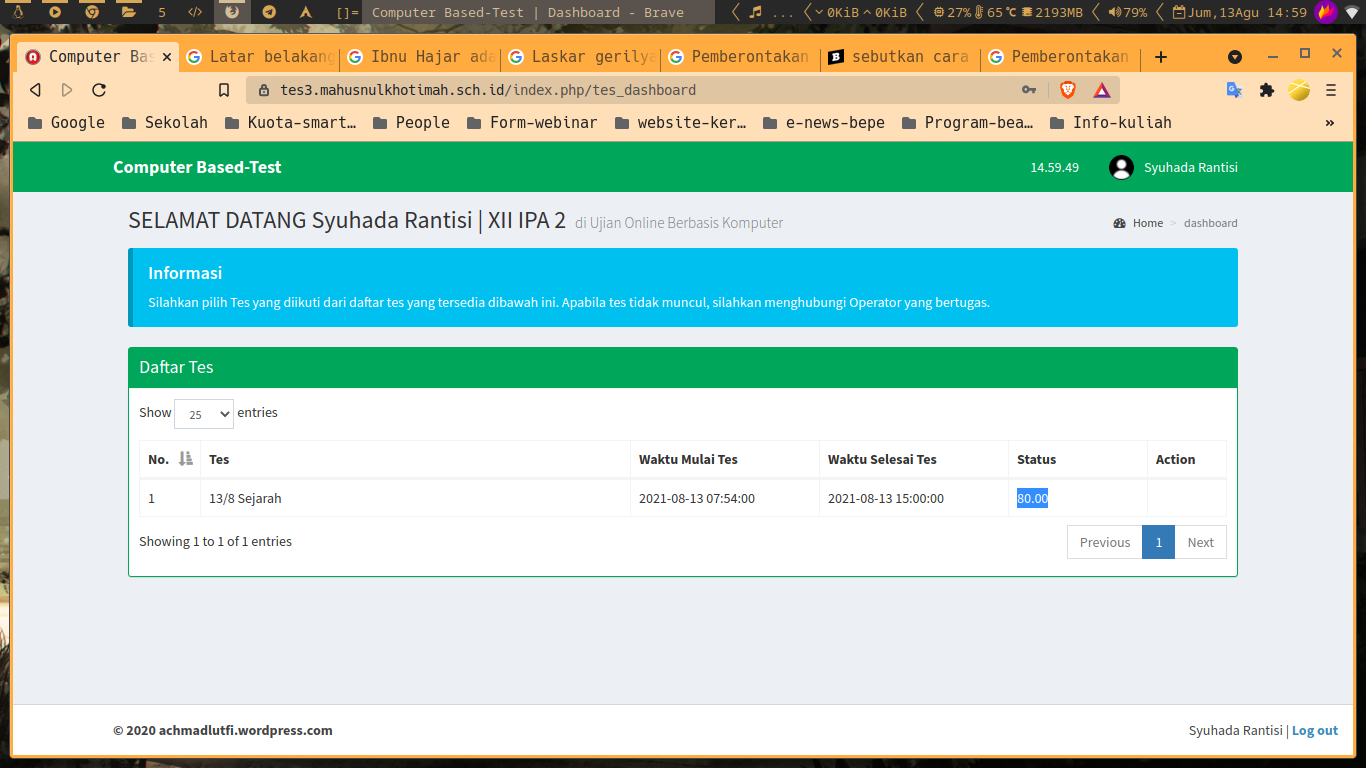 5 []= Computer Based-Test | Dashboard - Brave ... 0KiB 0KiB 27% 65℃ 2193MB 79% Jum,13Agu 14:59
Computer Bas Latar belakang Ibnu Hajar ada Laskar gerilya Pemberontakan sebutkan cara Pemberontakan
tes3.mahusnulkhotimah.sch.id/index.php/tes_dashboard
Google Sekolah Kuota-smart… People Form-webinar website-ker… e-news-bepe Program-bea… Info-kuliah »
Computer Based-Test 14.59.49 Syuhada Rantisi
SELAMAT DATANG Syuhada Rantisi | XII IPA 2 di Ujian Online Berbasis Komputer Home > dashboard
Informasi
Silahkan pilih Tes yang diikuti dari daftar tes yang tersedia dibawah ini. Apabila tes tidak muncul, silahkan menghubungi Operator yang bertugas.
Daftar Tes
Show 25 entries
No. Tes Waktu Mulai Tes Waktu Selesai Tes Status Action
1 13/8 Sejarah 2021-08-13 07:54:00 2021-08-13 15:00:00 80.00
Showing 1 to 1 of 1 entries Previous 1 Next
© 2020 achmadlutfi.wordpress.com Syuhada Rantisi | Log out